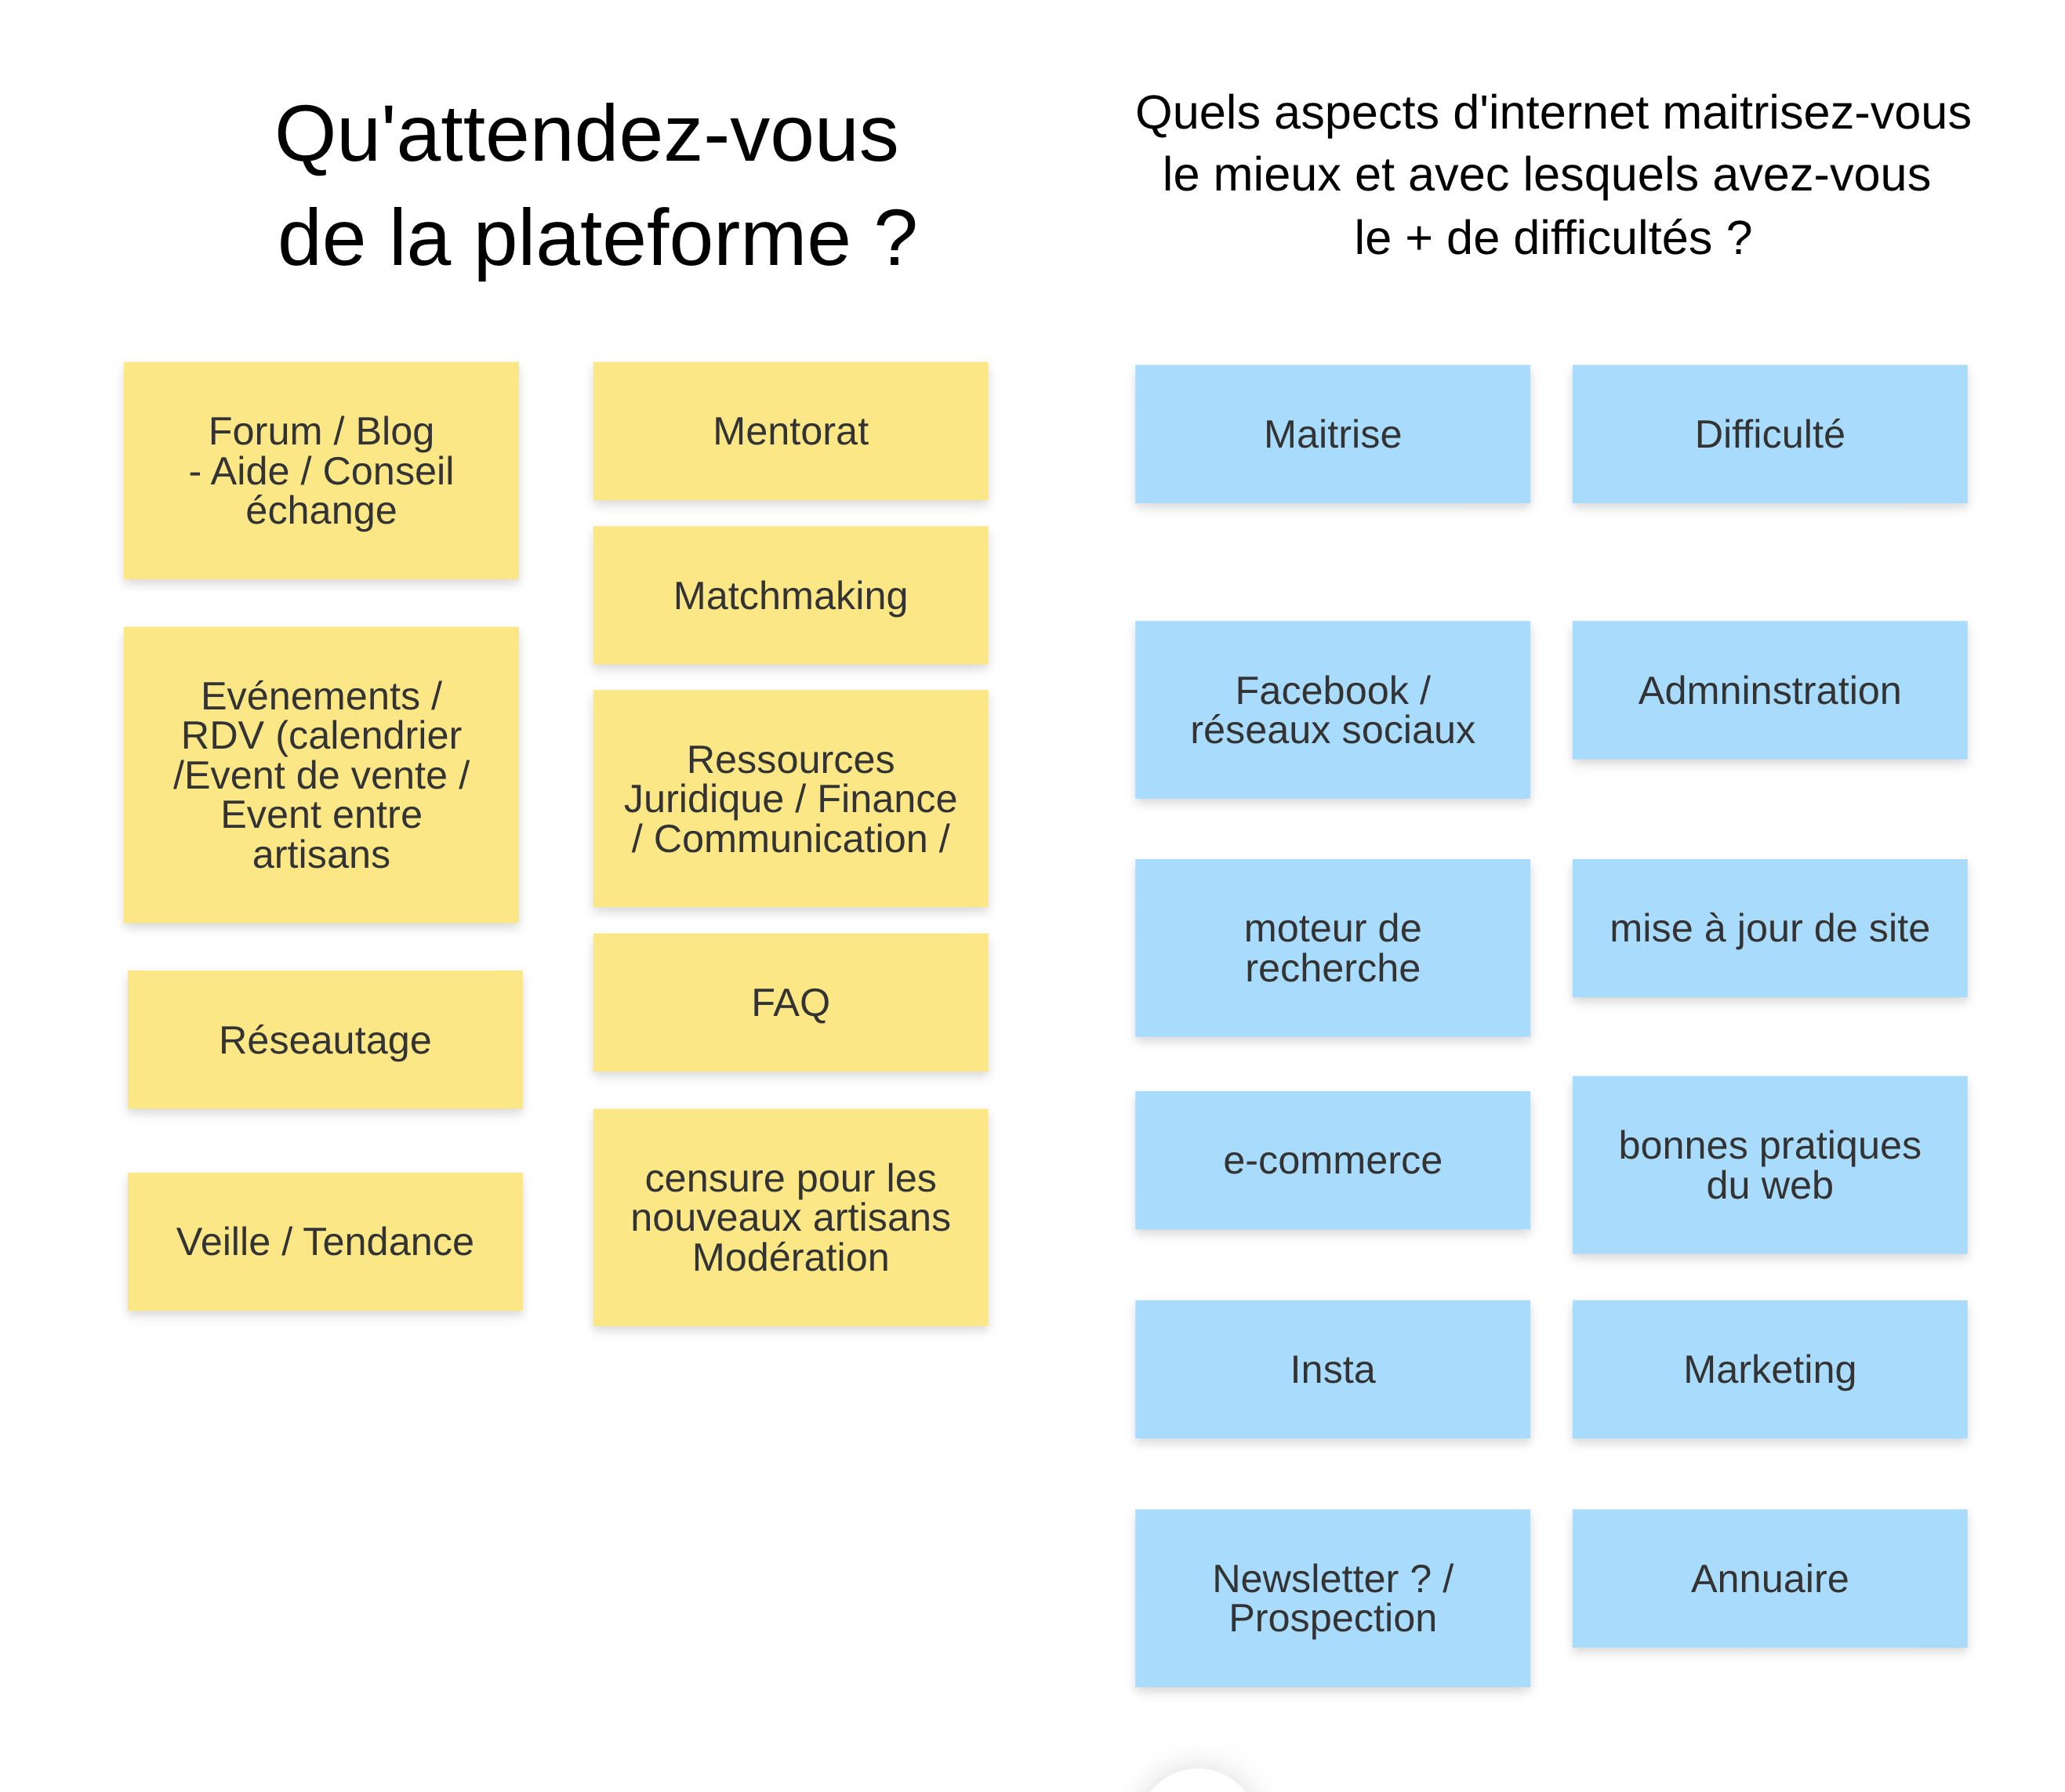 Qu'attendez-vous
de la plateforme ?
Forum / Blog
- Aide / Conseil
échange
Evénements /
RDV (calendrier
/Event de vente /
Event entre
artisans
Réseautage
Veille / Tendance
Mentorat
Matchmaking
Ressources
Juridique / Finance
/ Communication /
FAQ
censure pour les
nouveaux artisans
Modération
Quels aspects d'internet maitrisez-vous
le mieux et avec lesquels avez-vous
le + de difficultés ?
Maitrise
Facebook /
réseaux sociaux
moteur de
recherche
e-commerce
Insta
Newsletter ? /
Prospection
Difficulté
Admninstration
mise à jour de site
bonnes pratiques
du web
Marketing
Annuaire